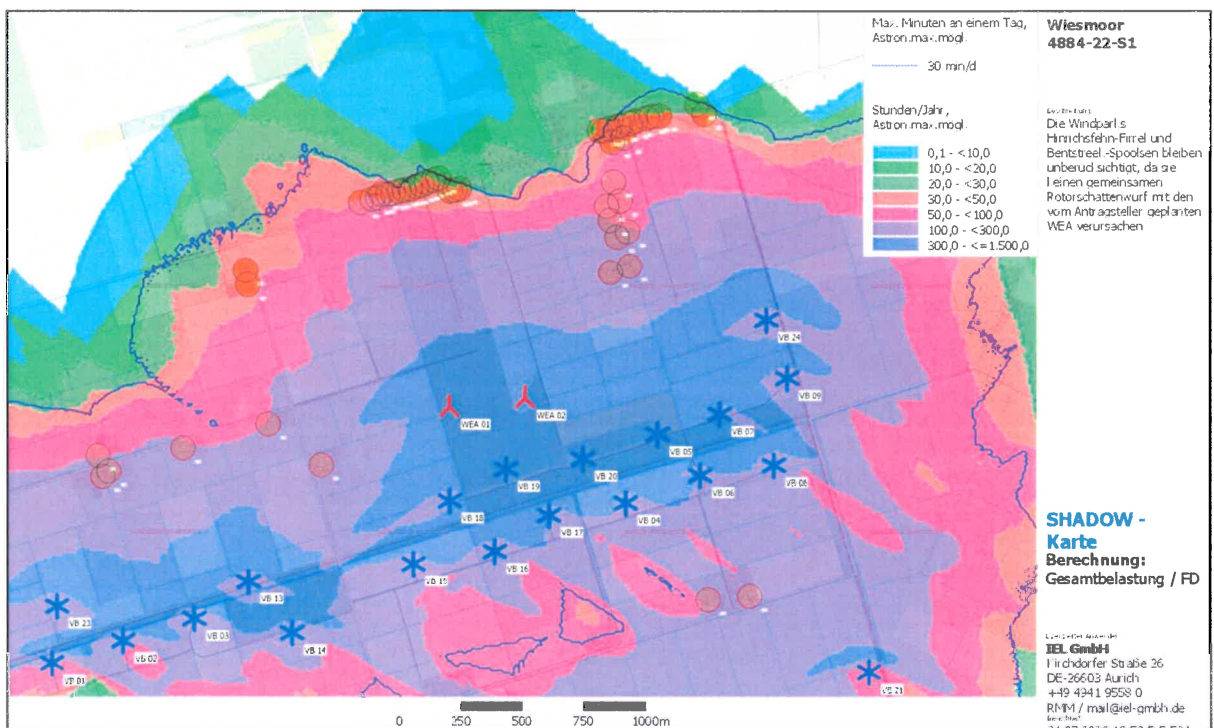 Max. Minuten an einem Tag,
Astron.max.mögl.
30 min/d
Stunden/Jahr,
Astron.max.mögl.
0,1 - <10,0
10,0 - <20,0
20,0 - <30,0
30,0 - <50,0
50,0 - <100,0
100,0 - <300,0
300,0 - <=1.500,0
Wiesmoor
4884-22-S1
Die Windparks
Hinrichsfehn-Firrel und
Bentstreek-Spoolsen bleiben
unberücksichtigt, da sie
keinen gemeinsamen
Rotorschattenwurf mit den
vom Antragsteller geplanten
WEA verursachen
VB 24
VB 09
WEA 01
WEA 02
VB 07
VB 05
VB 20
VB 08
VB 19
VB 06
VB 18
VB 04
VB 17
VB 16
VB 15
VB 13
VB 23
VB 03
VB 14
VB 02
VB 01
VB 21
SHADOW -
Karte
Berechnung:
Gesamtbelastung / FD
IEL GmbH
Kirchdorfer Straße 26
DE-26603 Aurich
+49 4941 9558 0
RMM / mail@iel-gmbh.de
0 250 500 750 1000m